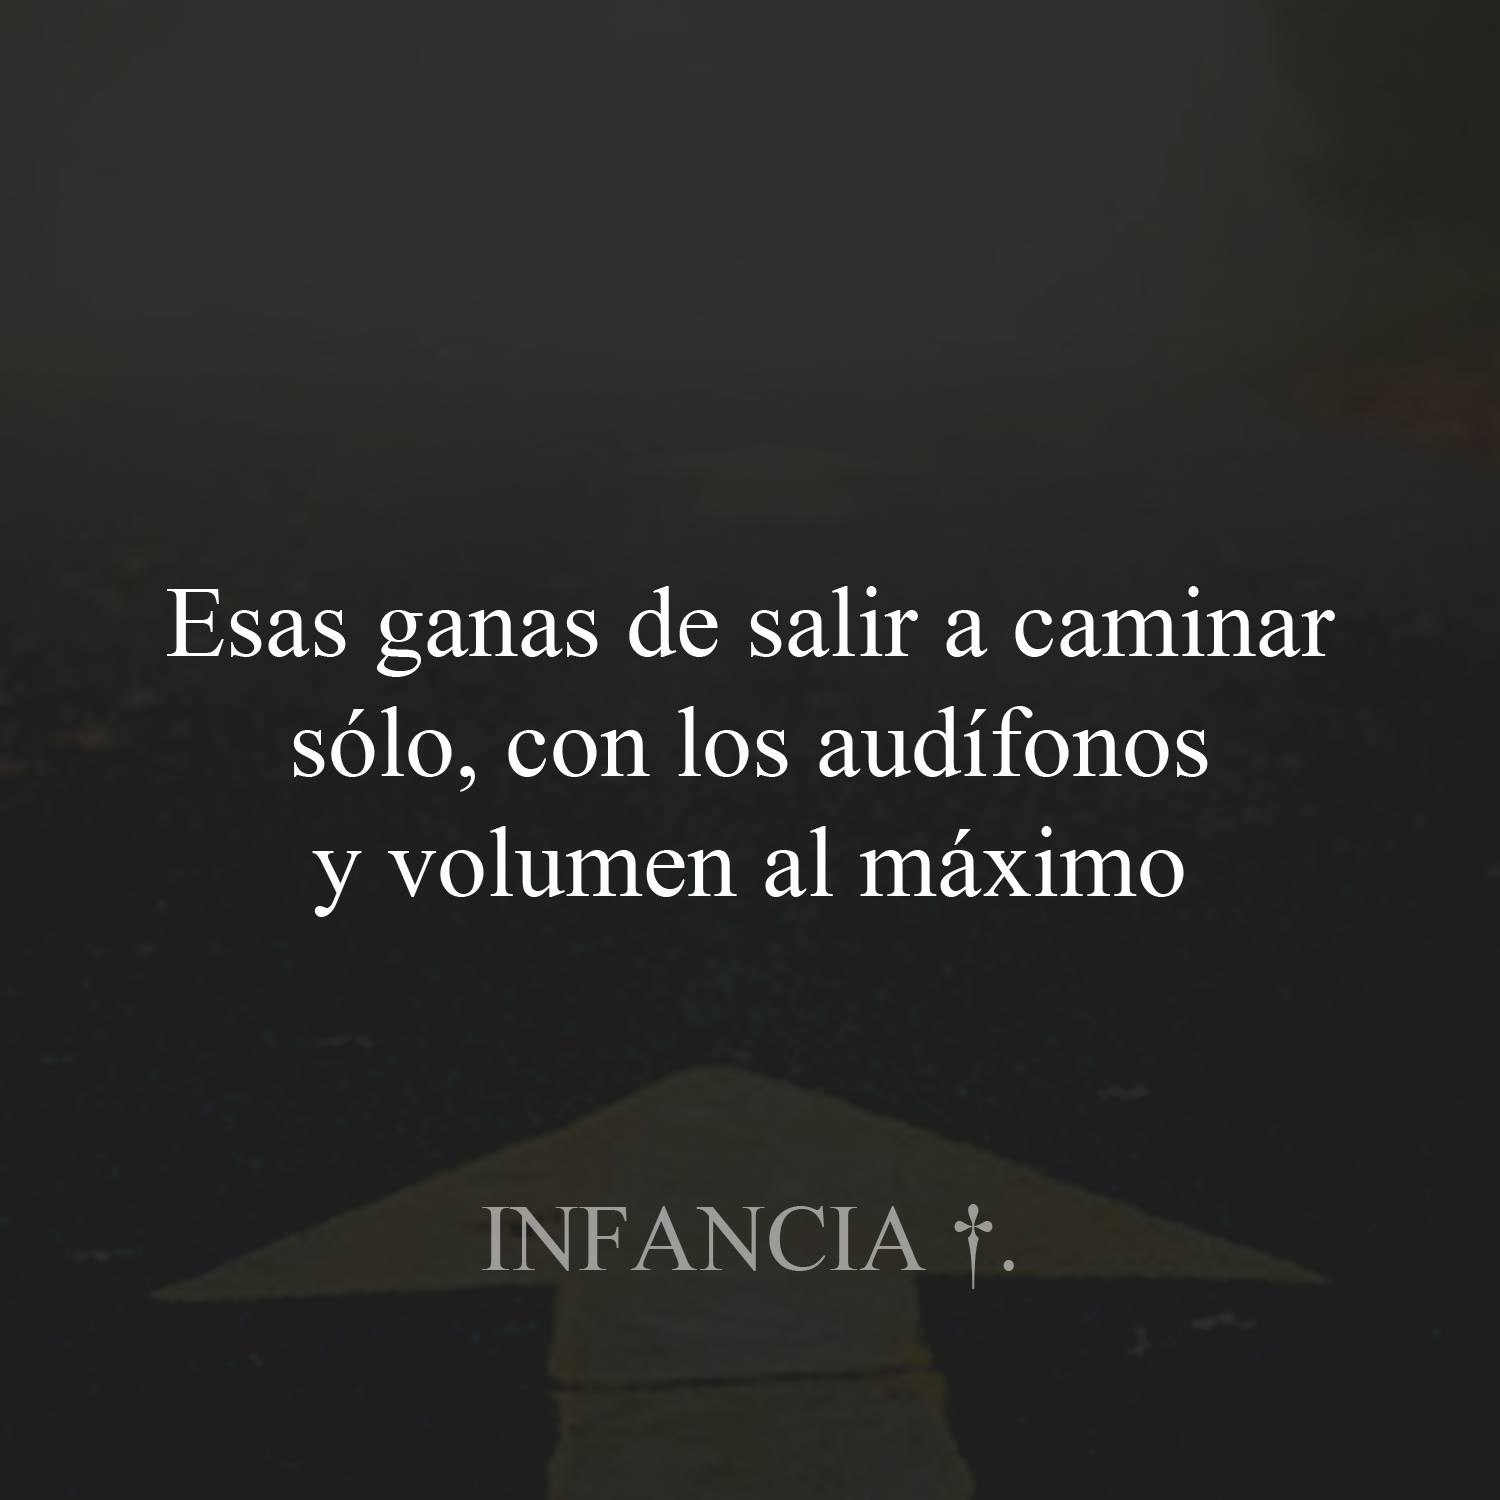 Esas ganas de salir a caminar
sólo, con los audífonos
y volumen al máximo
INFANCIA †.